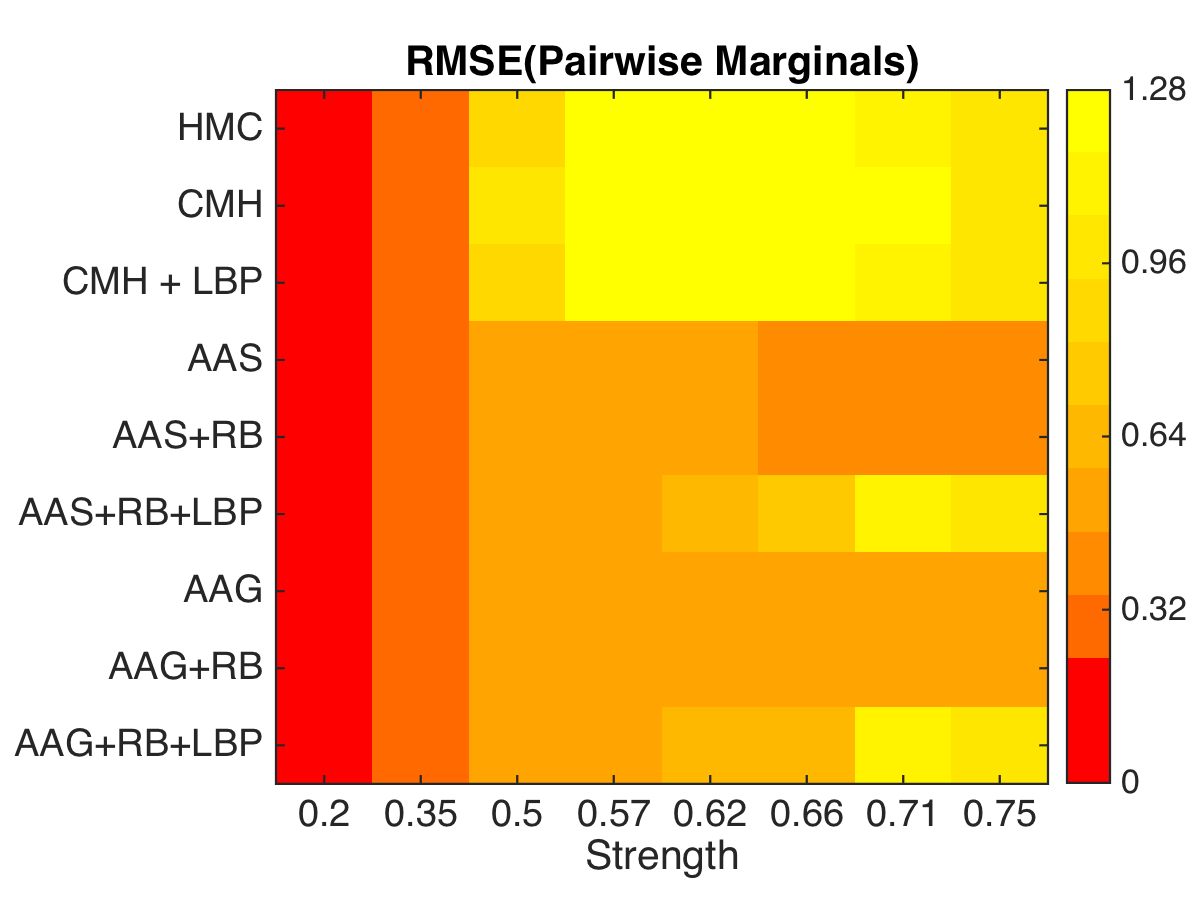 RMSE(Pairwise Marginals)
HMC
CMH
CMH + LBP
AAS
AAS+RB
AAS+RB+LBP
AAG
AAG+RB
AAG+RB+LBP
1.28
0.96
0.64
0.32
0
0.2 0.35 0.5 0.57 0.62 0.66 0.71 0.75
Strength